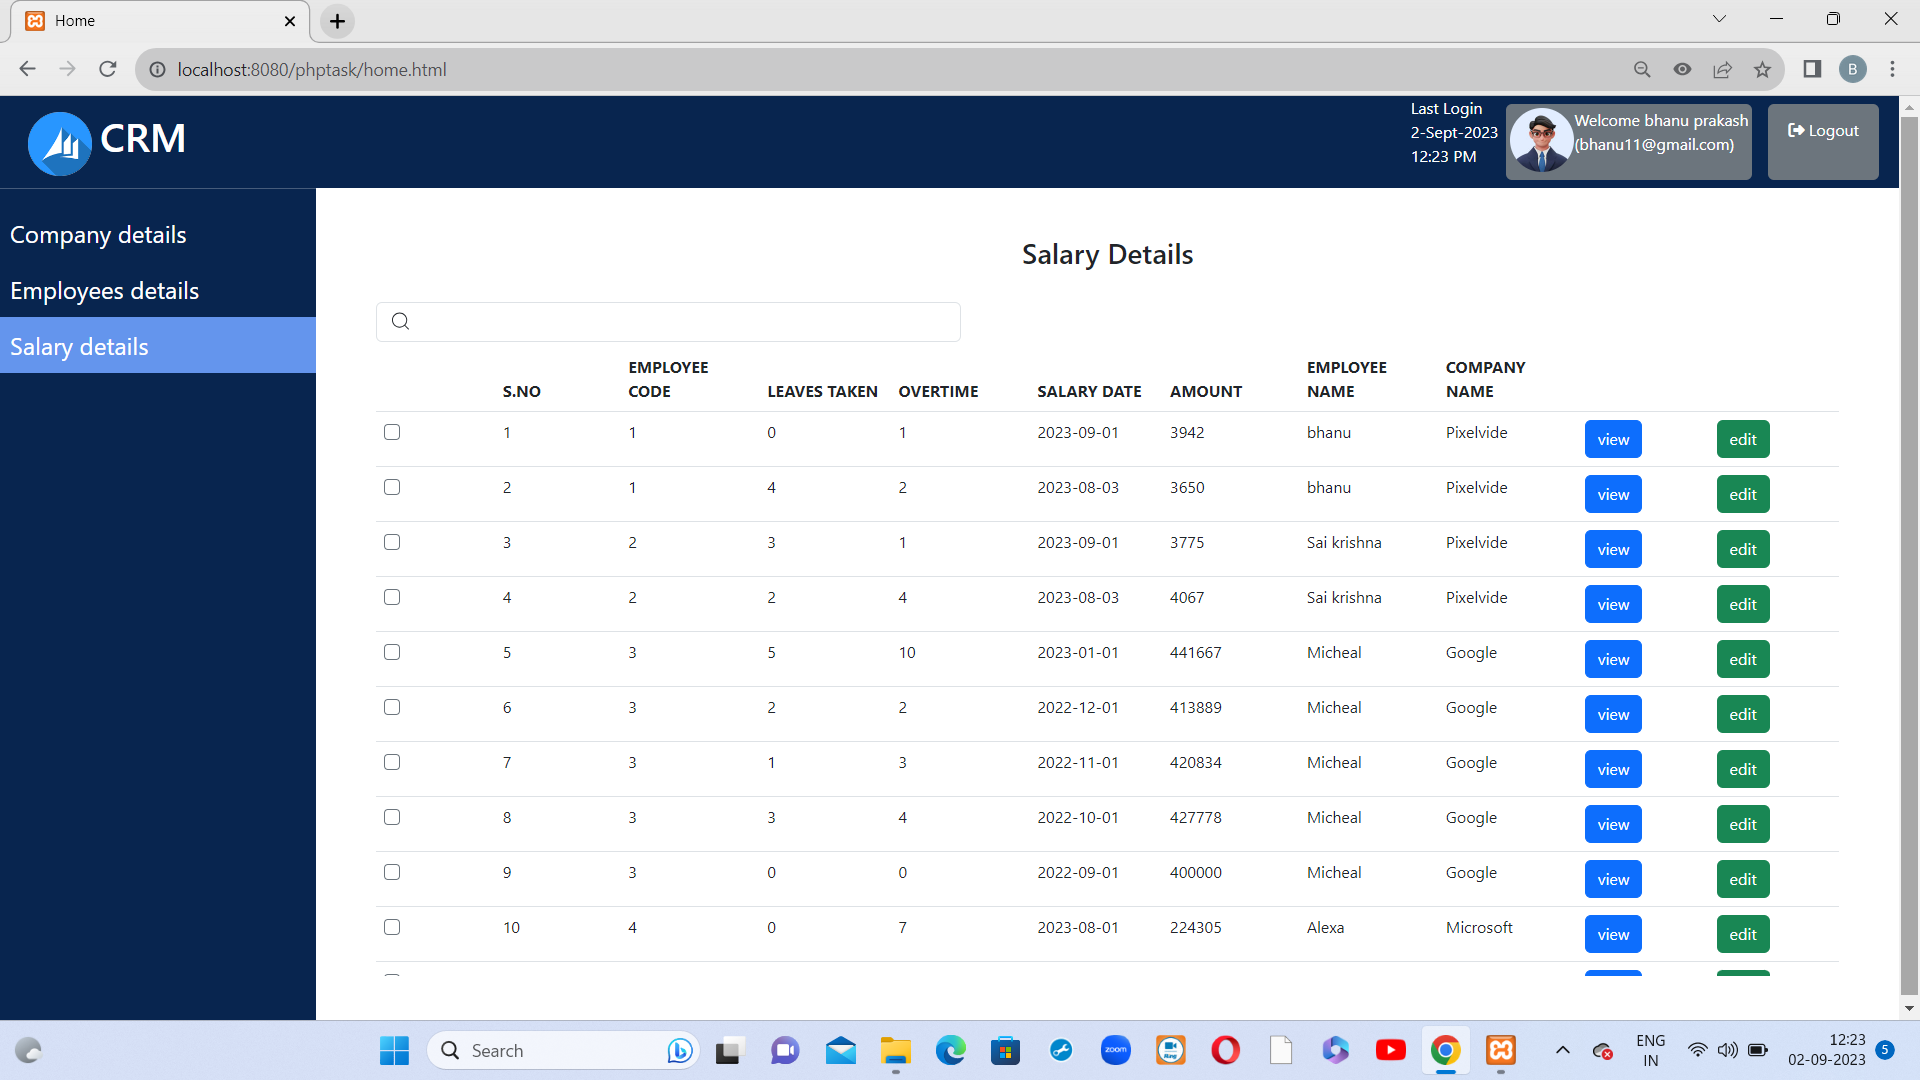 Home
localhost:8080/phptask/home.html
B
CRM
Last Login
2-Sept-2023
12:23 PM
Welcome bhanu prakash
(bhanu11@gmail.com)
Logout
Company details
Employees details
Salary details
Salary Details
S.NO EMPLOYEE CODE LEAVES TAKEN OVERTIME SALARY DATE AMOUNT EMPLOYEE NAME COMPANY NAME
1 1 0 1 2023-09-01 3942 bhanu Pixelvide view edit
2 1 4 2 2023-08-03 3650 bhanu Pixelvide view edit
3 2 3 1 2023-09-01 3775 Sai krishna Pixelvide view edit
4 2 2 4 2023-08-03 4067 Sai krishna Pixelvide view edit
5 3 5 10 2023-01-01 441667 Micheal Google view edit
6 3 2 2 2022-12-01 413889 Micheal Google view edit
7 3 1 3 2022-11-01 420834 Micheal Google view edit
8 3 3 4 2022-10-01 427778 Micheal Google view edit
9 3 0 0 2022-09-01 400000 Micheal Google view edit
10 4 0 7 2023-08-01 224305 Alexa Microsoft view edit
Search
zoom
ENG
IN
12:23
02-09-2023
5